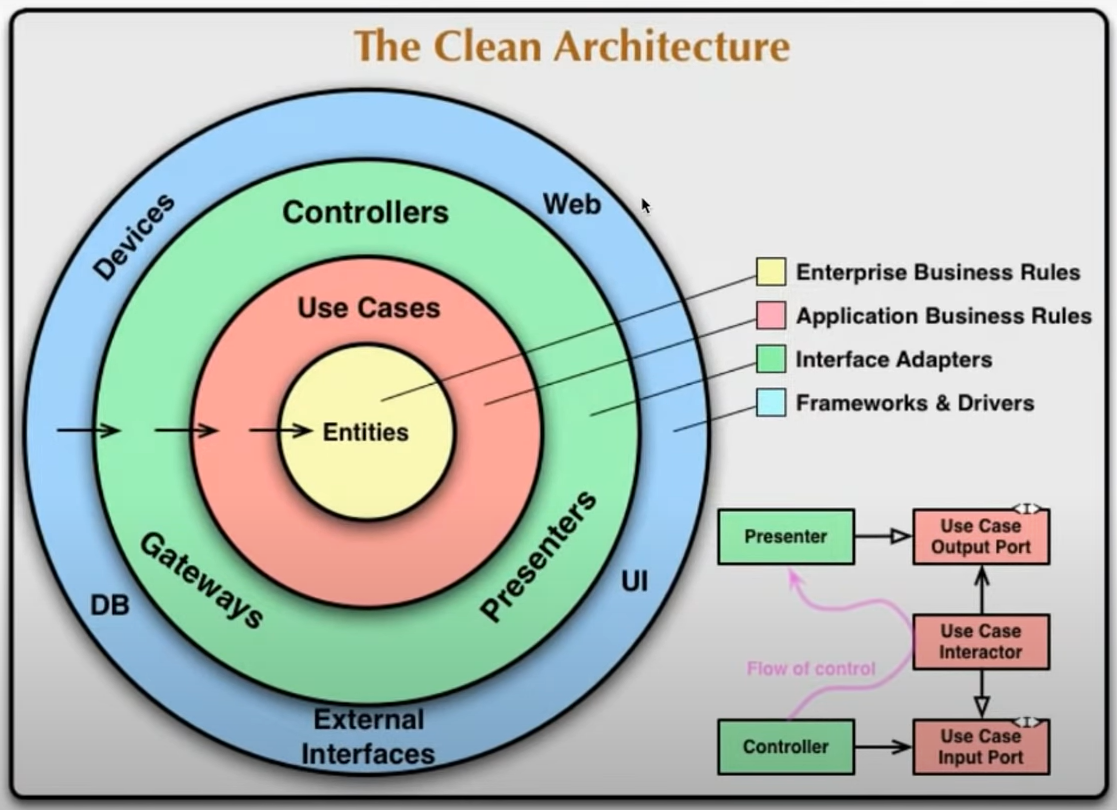 The Clean Architecture
Devices
Controllers
Web
Use Cases
Entities
Gateways
Presenters
DB
UI
External
Interfaces
Enterprise Business Rules
Application Business Rules
Interface Adapters
Frameworks & Drivers
Presenter
Use Case
Output Port
Use Case
Interactor
Flow of control
Controller
Use Case
Input Port